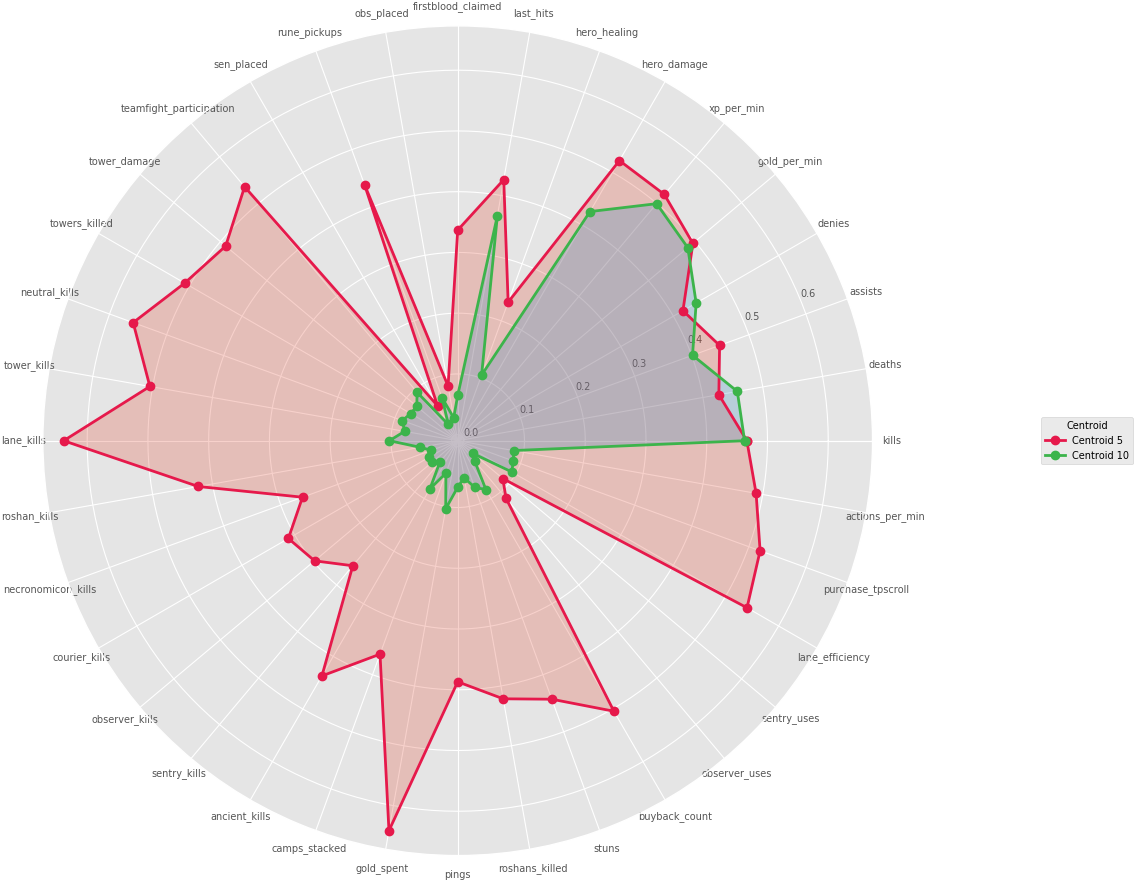 firstblood_claimed
obs_placed
last_hits
rune_pickups
hero_healing
sen_placed
hero_damage
teamfight_participation
xp_per_min
tower_damage
gold_per_min
towers_killed
denies
neutral_kills
assists
tower_kills
deaths
lane_kills
kills
roshan_kills
actions_per_min
necronomicon_kills
purchase_tpscroll
courier_kills
lane_efficiency
observer_kills
sentry_uses
sentry_kills
observer_uses
ancient_kills
buyback_count
camps_stacked
stuns
gold_spent
roshans_killed
pings
0.0
0.1
0.2
0.3
0.4
0.5
0.6
Centroid
Centroid 5
Centroid 10